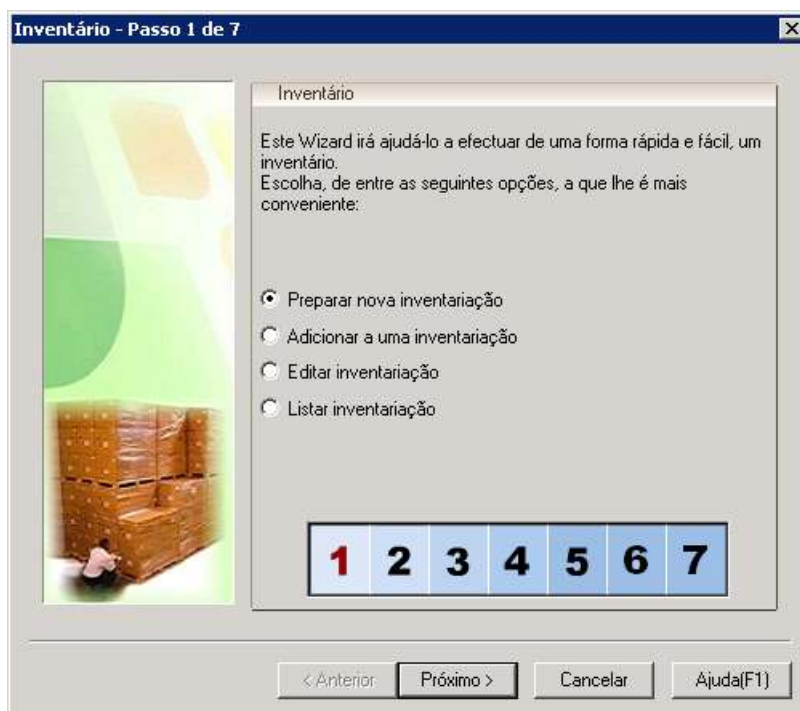 Inventário - Passo 1 de 7
Inventário
Este Wizard irá ajudá-lo a efectuar de uma forma rápida e fácil, um
inventário.
Escolha, de entre as seguintes opções, a que lhe é mais
conveniente:
Preparar nova inventariação
Adicionar a uma inventariação
Editar inventariação
Listar inventariação
1 2 3 4 5 6 7
< Anterior Próximo > Cancelar Ajuda(F1)